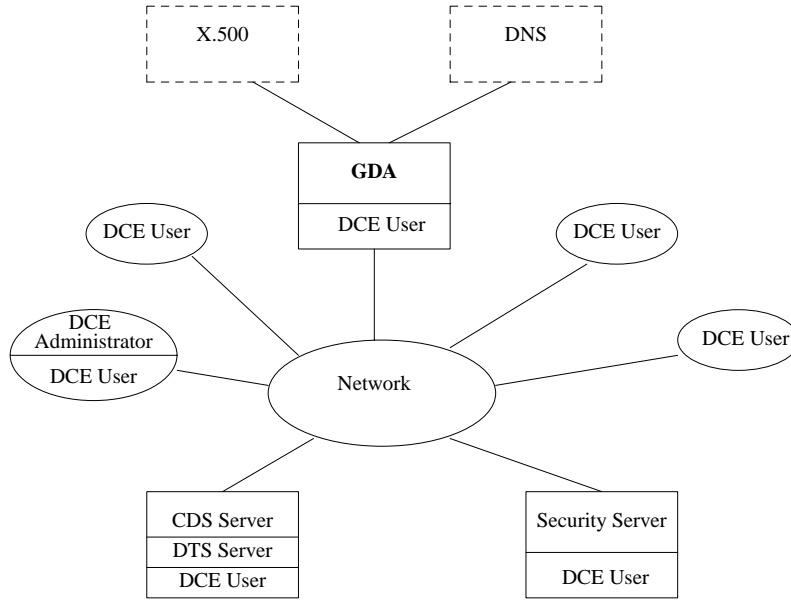 X.500
DNS
GDA
DCE User
DCE User
DCE User
DCE
Administrator
DCE User
DCE User
Network
CDS Server
DTS Server
DCE User
Security Server
DCE User